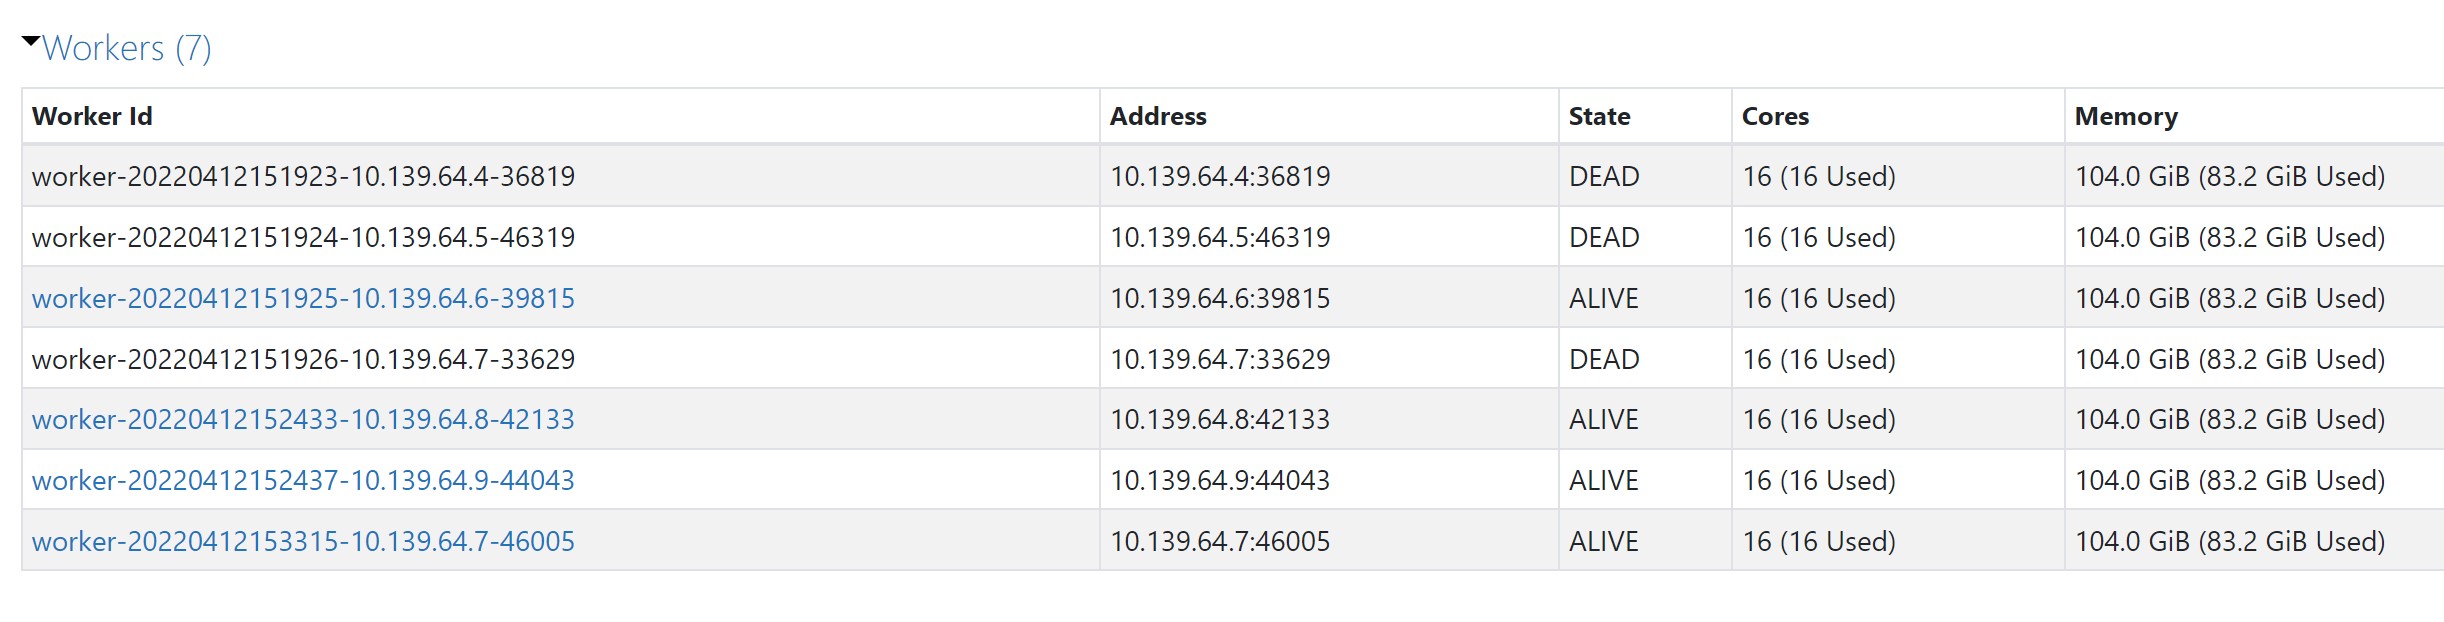 Workers (7)
Worker Id Address State Cores Memory
worker-20220412151923-10.139.64.4-36819 10.139.64.4:36819 DEAD 16 (16 Used) 104.0 GiB (83.2 GiB Used)
worker-20220412151924-10.139.64.5-46319 10.139.64.5:46319 DEAD 16 (16 Used) 104.0 GiB (83.2 GiB Used)
worker-20220412151925-10.139.64.6-39815 10.139.64.6:39815 ALIVE 16 (16 Used) 104.0 GiB (83.2 GiB Used)
worker-20220412151926-10.139.64.7-33629 10.139.64.7:33629 DEAD 16 (16 Used) 104.0 GiB (83.2 GiB Used)
worker-20220412152433-10.139.64.8-42133 10.139.64.8:42133 ALIVE 16 (16 Used) 104.0 GiB (83.2 GiB Used)
worker-20220412152437-10.139.64.9-44043 10.139.64.9:44043 ALIVE 16 (16 Used) 104.0 GiB (83.2 GiB Used)
worker-20220412153315-10.139.64.7-46005 10.139.64.7:46005 ALIVE 16 (16 Used) 104.0 GiB (83.2 GiB Used)